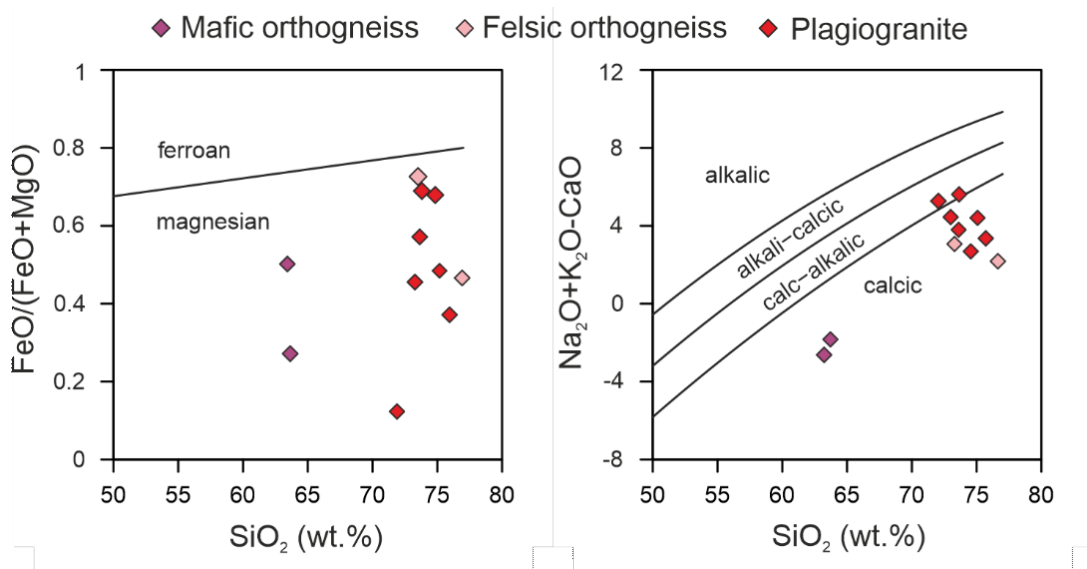 Mafic orthogneiss Felsic orthogneiss Plagiogranite
1
0.8
0.6
0.4
0.2
0
FeO/(FeO+MgO)
ferroan
magnesian
50 55 60 65 70 75 80
SiO₂ (wt.%)
12
8
4
0
-4
-8
Na₂O+K₂O-CaO
alkalic
alkali−calcic
calc−alkalic
calcic
50 55 60 65 70 75 80
SiO₂ (wt.%)